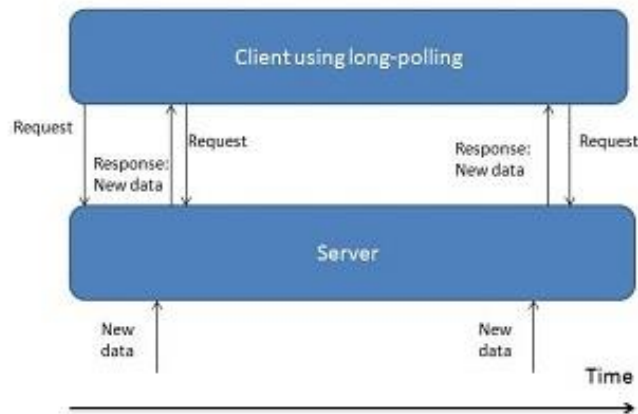 Client using long-polling
Request
Response:
New data
Request
Response:
New data
Request
Server
New
data
New
data
Time